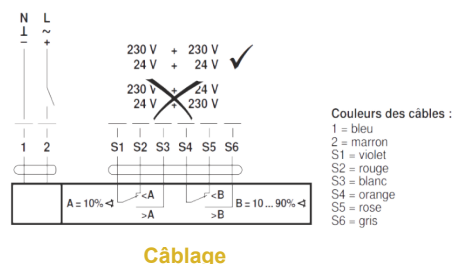 N L
⊥ ~
– +
230 V + 230 V
24 V + 24 V
230 V + 24 V
24 V + 230 V
1 2 S1 S2 S3 S4 S5 S6
A = 10% <A >A <B >B B = 10 ... 90%
Couleurs des câbles :
1 = bleu
2 = marron
S1 = violet
S2 = rouge
S3 = blanc
S4 = orange
S5 = rose
S6 = gris
Câblage